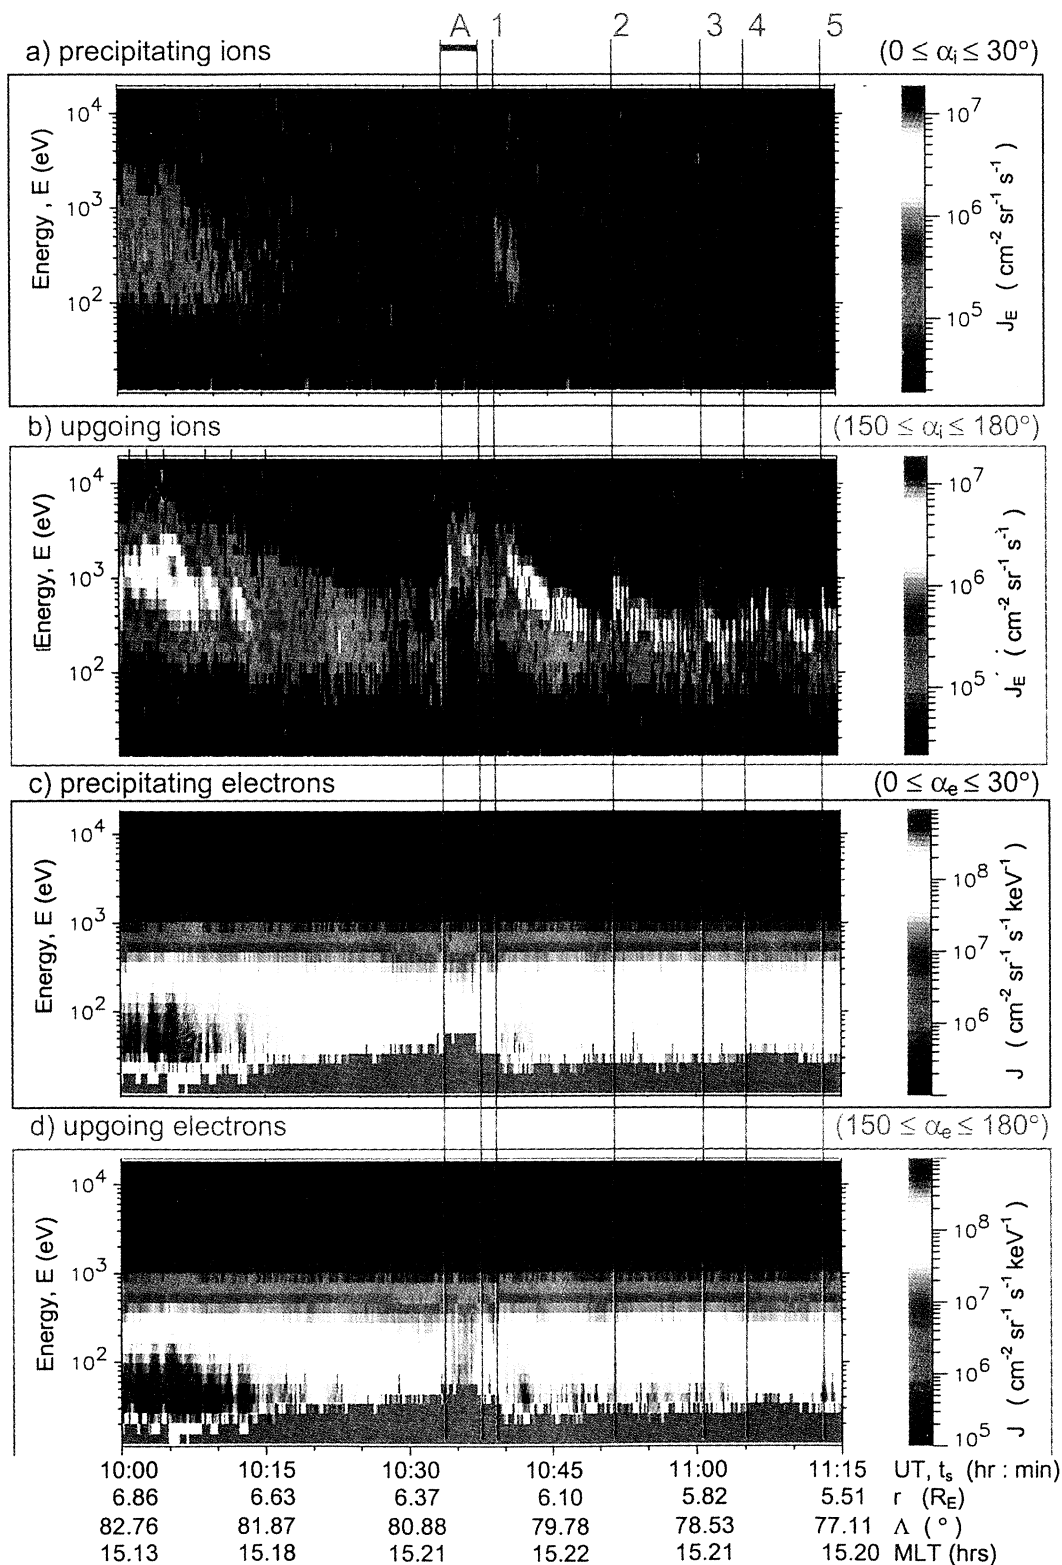 A 1 2 3 4 5
a) precipitating ions (0 ≤ αi ≤ 30°)
10^4
10^3
10^2
Energy , E (eV)
10^7
10^6
10^5
J_E ( cm^-2 sr^-1 s^-1)
b) upgoing ions (150 ≤ αi ≤ 180°)
10^4
10^3
10^2
Energy, E (eV)
10^7
10^6
10^5
J_E ( cm^-2 sr^-1 s^-1)
c) precipitating electrons (0 ≤ αe ≤ 30°)
10^4
10^3
10^2
Energy, E (eV)
10^8
10^7
10^6
J ( cm^-2 sr^-1 s^-1 keV^-1)
d) upgoing electrons (150 ≤ αe ≤ 180°)
10^4
10^3
10^2
Energy, E (eV)
10^8
10^7
10^6
10^5
J ( cm^-2 sr^-1 s^-1 keV^-1)
10:00 10:15 10:30 10:45 11:00 11:15 UT, ts (hr : min)
6.86 6.63 6.37 6.10 5.82 5.51 r (RE)
82.76 81.87 80.88 79.78 78.53 77.11 Λ (°)
15.13 15.18 15.21 15.22 15.21 15.20 MLT (hrs)